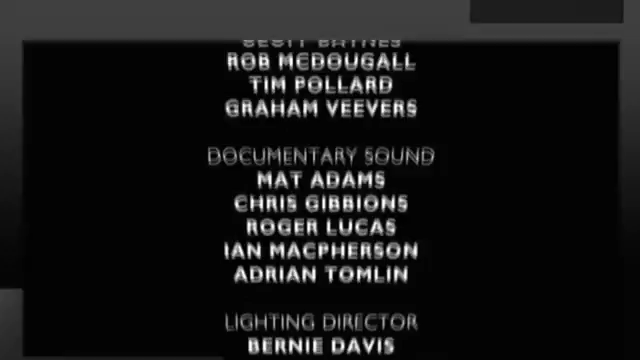 ROB MCDOUGALL
TIM POLLARD
GRAHAM VEEVERS
DOCUMENTARY SOUND
MAT ADAMS
CHRIS GIBBIONS
ROGER LUCAS
IAN MACPHERSON
ADRIAN TOMLIN
LIGHTING DIRECTOR
BERNIE DAVIS